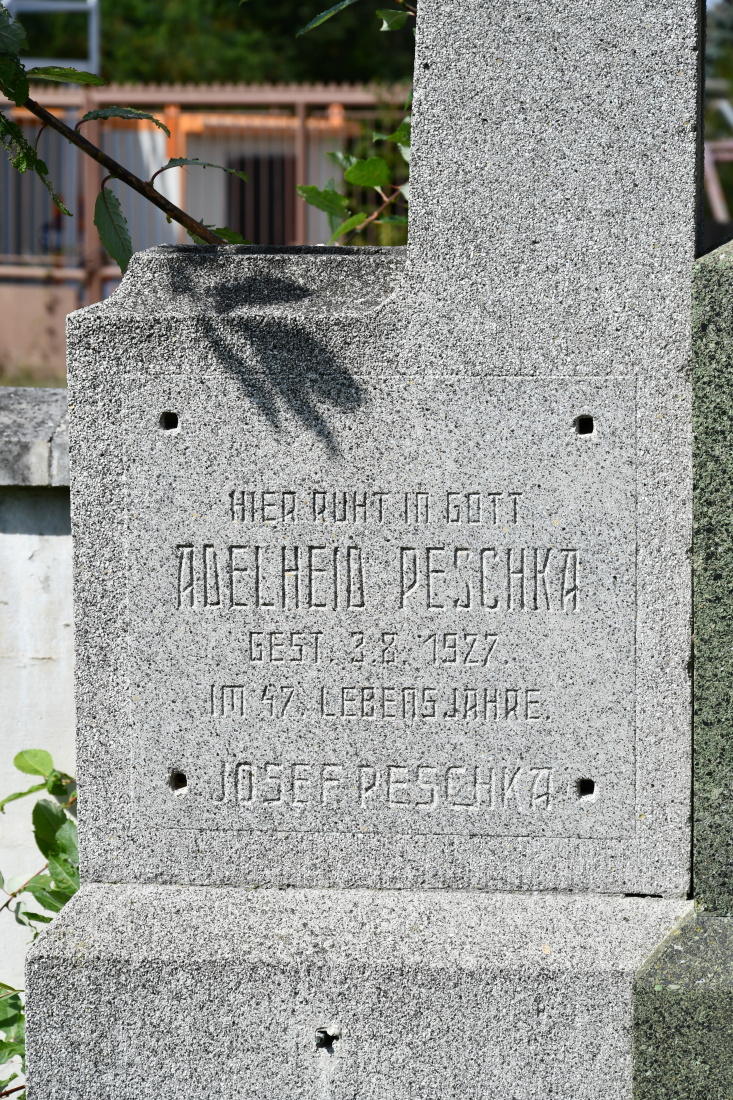 HIER RUHT IN GOTT
ADELHEID PESCHKA
GEST. 3.8. 1927.
IM 47. LEBENSJAHRE.
JOSEF PESCHKA